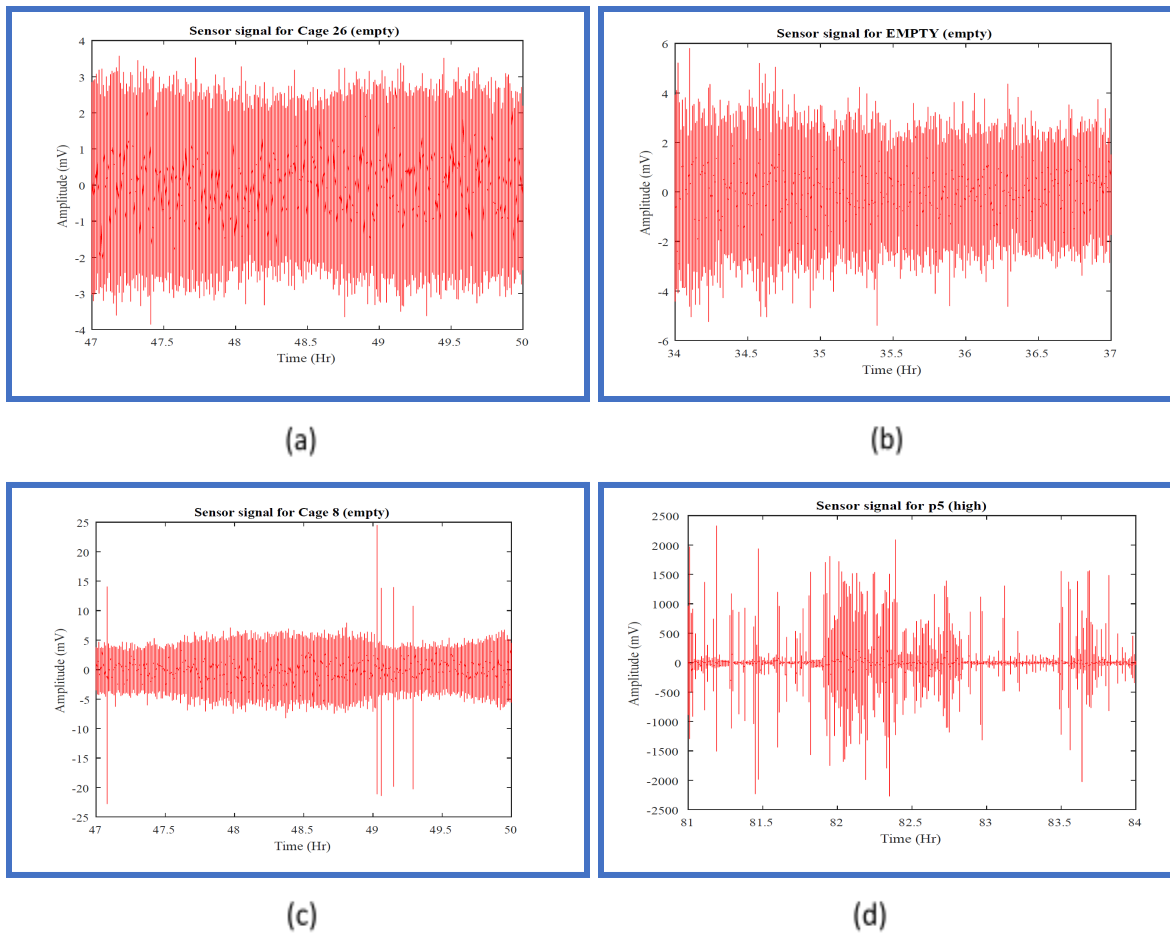 Sensor signal for Cage 26 (empty)
4
3
2
1
0
-1
-2
-3
-4
Amplitude (mV)
47 47.5 48 48.5 49 49.5 50
Time (Hr)
(a)
Sensor signal for EMPTY (empty)
6
4
2
0
-2
-4
-6
Amplitude (mV)
34 34.5 35 35.5 36 36.5 37
Time (Hr)
(b)
Sensor signal for Cage 8 (empty)
25
20
15
10
5
0
-5
-10
-15
-20
-25
Amplitude (mV)
47 47.5 48 48.5 49 49.5 50
Time (Hr)
(c)
Sensor signal for p5 (high)
2500
2000
1500
1000
500
0
-500
-1000
-1500
-2000
-2500
Amplitude (mV)
81 81.5 82 82.5 83 83.5 84
Time (Hr)
(d)